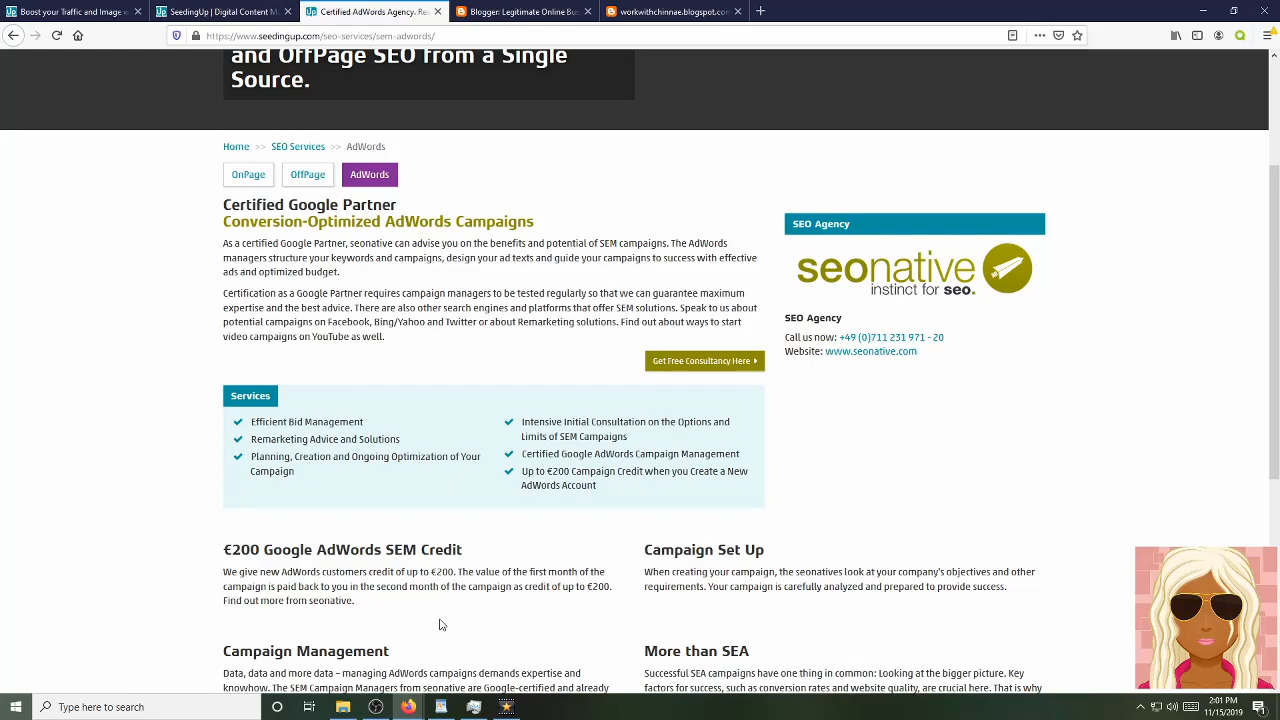 Boost your Traffic and Image w
SeedingUp | Digital Content M
Certified AdWords Agency. Re
Blogger: Legitimate Online Bu
workwithchinnae.blogspot.com
https://www.seedingup.com/seo-services/sem-adwords/
and OffPage SEO from a Single
Source.
Home >> SEO Services >> AdWords
OnPage
OffPage
AdWords
Certified Google Partner
Conversion-Optimized AdWords Campaigns
As a certified Google Partner, seonative can advise you on the benefits and potential of SEM campaigns. The AdWords
managers structure your keywords and campaigns, design your ad texts and guide your campaigns to success with effective
ads and optimized budget.
Certification as a Google Partner requires campaign managers to be tested regularly so that we can guarantee maximum
expertise and the best advice. There are also other search engines and platforms that offer SEM solutions. Speak to us about
potential campaigns on Facebook, Bing/Yahoo and Twitter or about Remarketing solutions. Find out about ways to start
video campaigns on YouTube as well.
Get Free Consultancy Here
SEO Agency
seonative
instinct for seo.
SEO Agency
Call us now: +49 (0)711 231 971 - 20
Website: www.seonative.com
Services
Efficient Bid Management
Remarketing Advice and Solutions
Planning, Creation and Ongoing Optimization of Your
Campaign
Intensive Initial Consultation on the Options and
Limits of SEM Campaigns
Certified Google AdWords Campaign Management
Up to €200 Campaign Credit when you Create a New
AdWords Account
€200 Google AdWords SEM Credit
We give new AdWords customers credit of up to €200. The value of the first month of the
campaign is paid back to you in the second month of the campaign as credit of up to €200.
Find out more from seonative.
Campaign Set Up
When creating your campaign, the seonatives look at your company's objectives and other
requirements. Your campaign is carefully analyzed and prepared to provide success.
Campaign Management
Data, data and more data – managing AdWords campaigns demands expertise and
knowhow. The SEM Campaign Managers from seonative are Google-certified and already
More than SEA
Successful SEA campaigns have one thing in common: Looking at the bigger picture. Key
factors for success, such as conversion rates and website quality, are crucial here. That is why
Type here to search
2:01 PM
11/15/2019